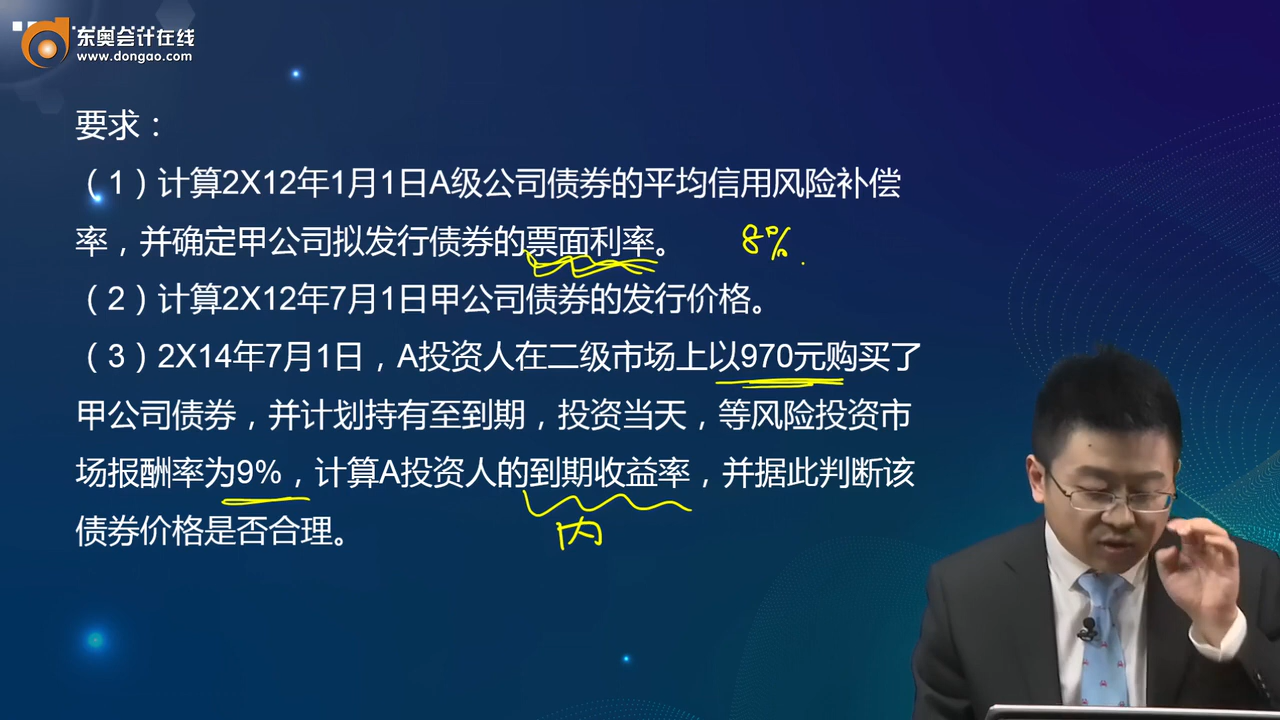 东奥会计在线
www.dongao.com
要求：
（1）计算2X12年1月1日A级公司债券的平均信用风险补偿
率，并确定甲公司拟发行债券的票面利率。 8%
（2）计算2X12年7月1日甲公司债券的发行价格。
（3）2X14年7月1日，A投资人在二级市场上以970元购买了
甲公司债券，并计划持有至到期，投资当天，等风险投资市
场报酬率为9%，计算A投资人的到期收益率，并据此判断该
债券价格是否合理。
内